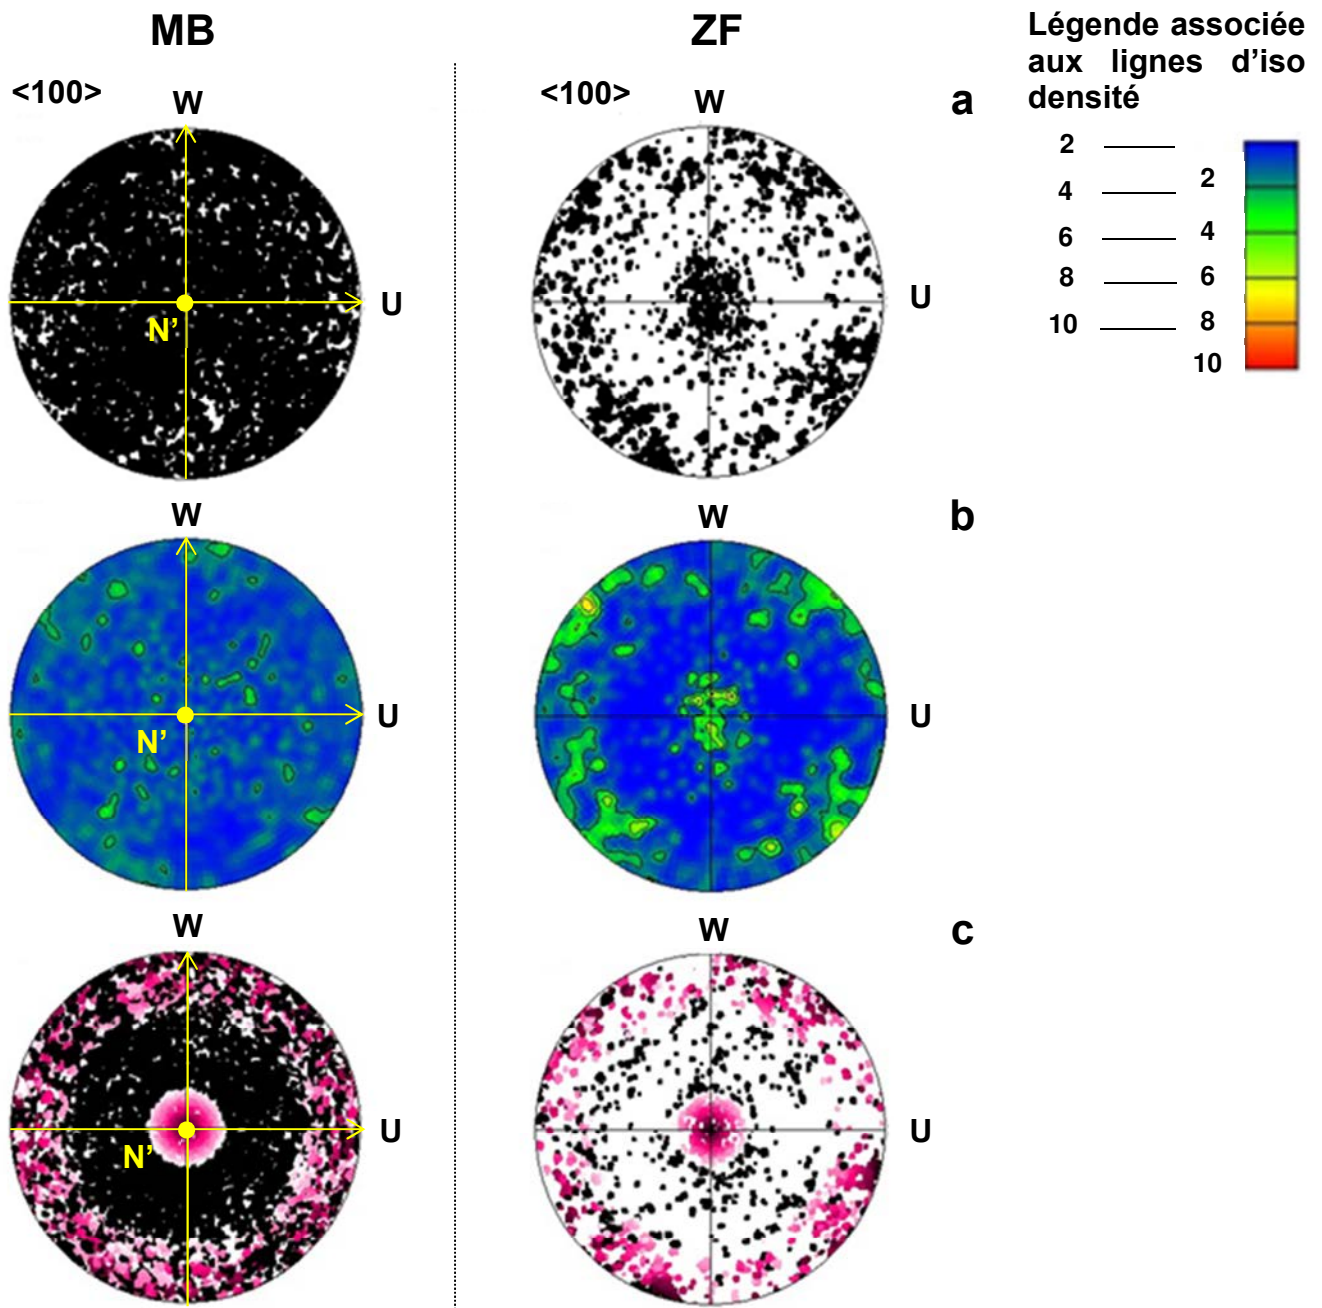 MB
ZF
Légende associée
aux lignes d’iso
densité
<100>
W
<100>
W
a
N’
U
U
2
4
6
8
10
2
4
6
8
10
W
W
b
N’
U
U
W
W
c
N’
U
U